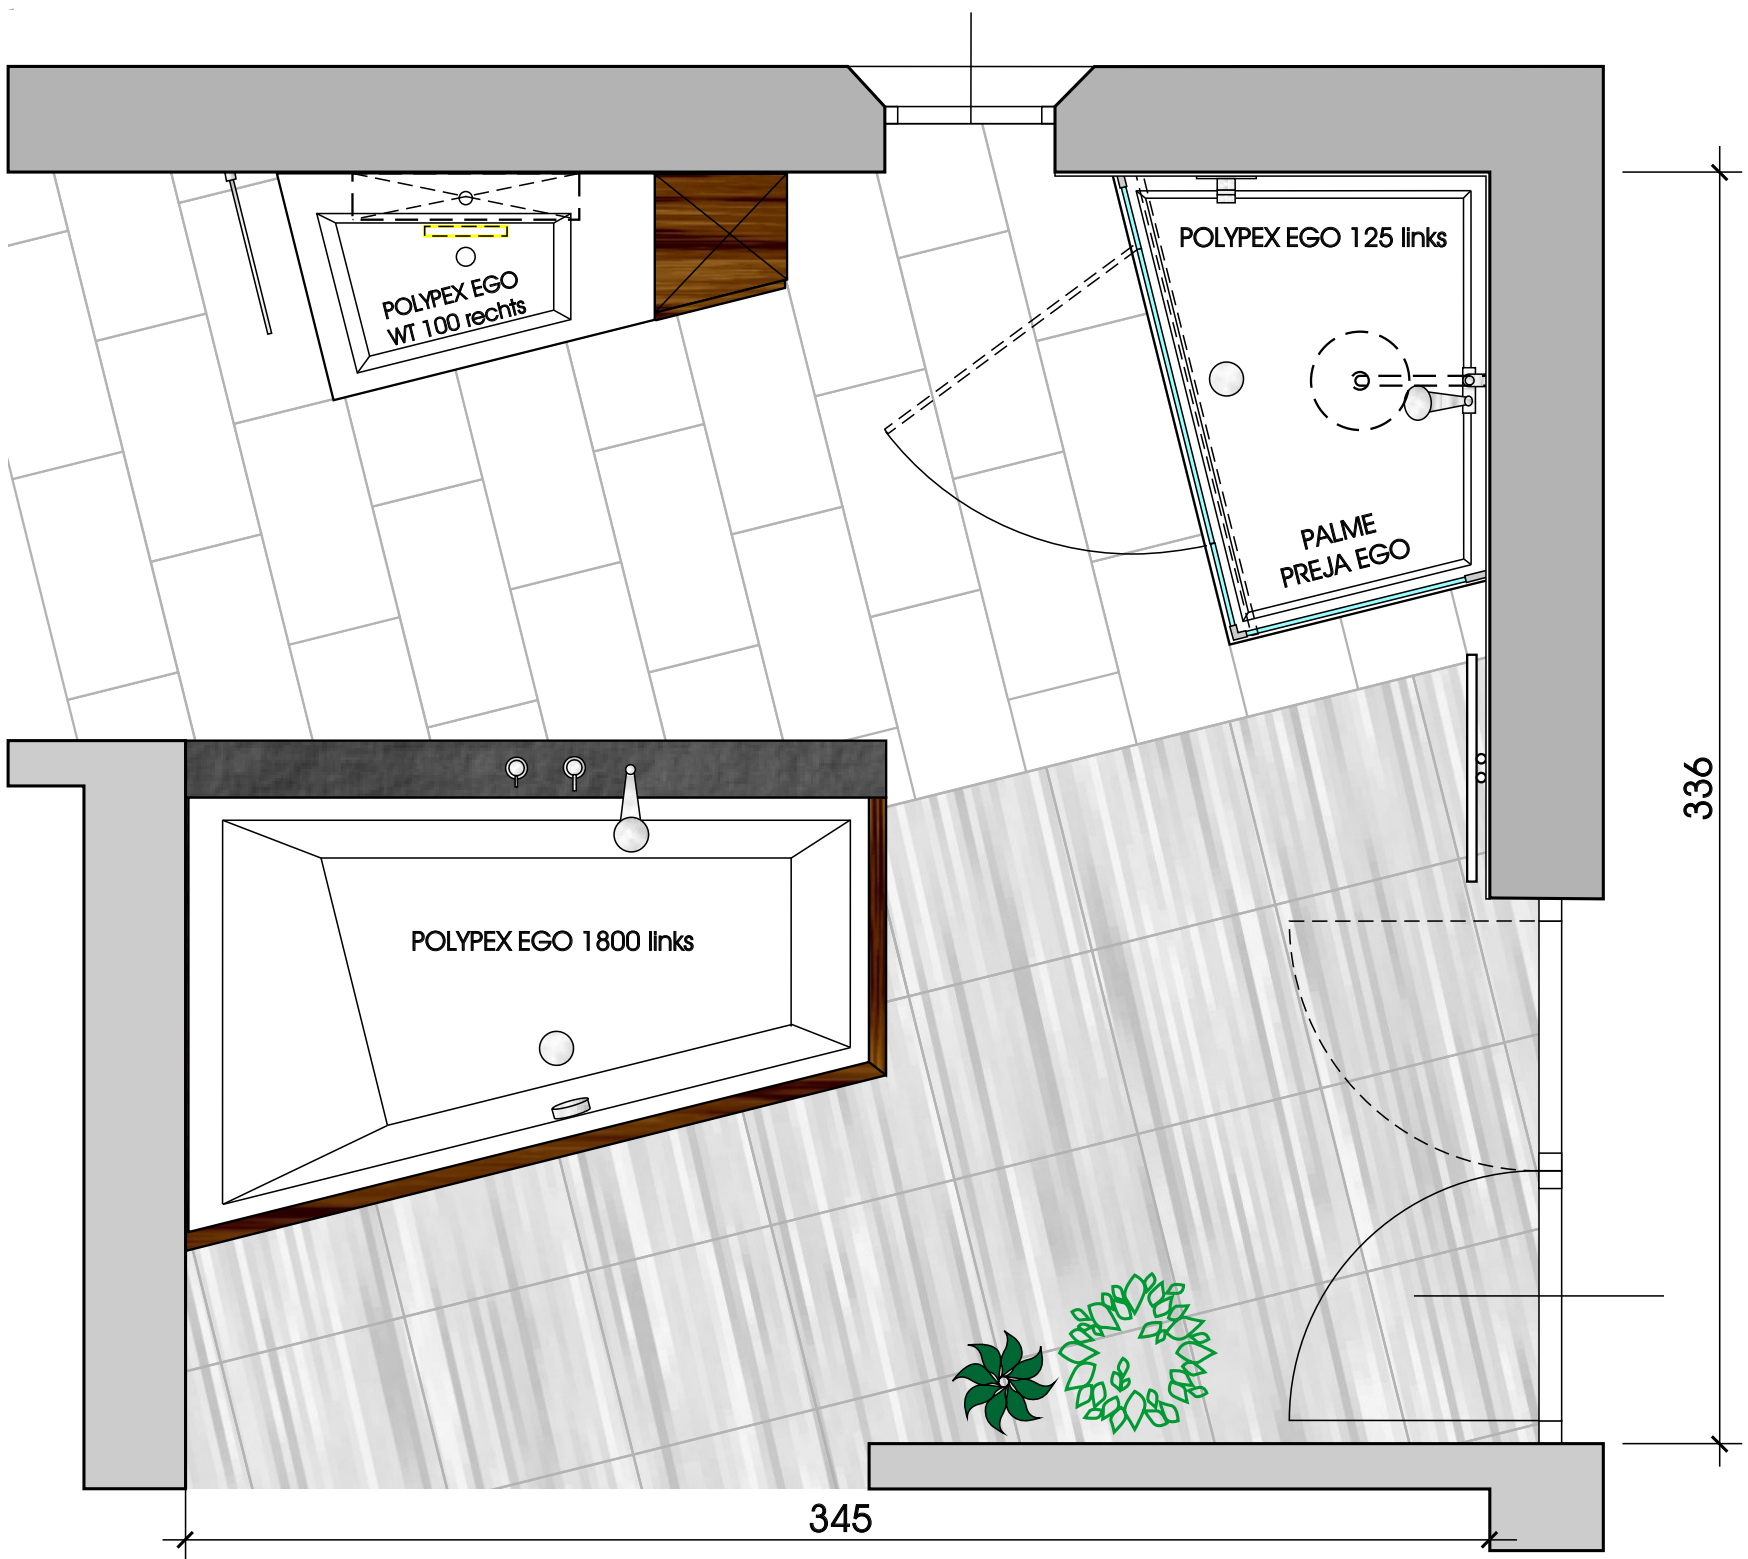 POLYPEX EGO 125 links
POLYPEX EGO
WT 100 rechts
PALME
PREJA EGO
336
POLYPEX EGO 1800 links
345